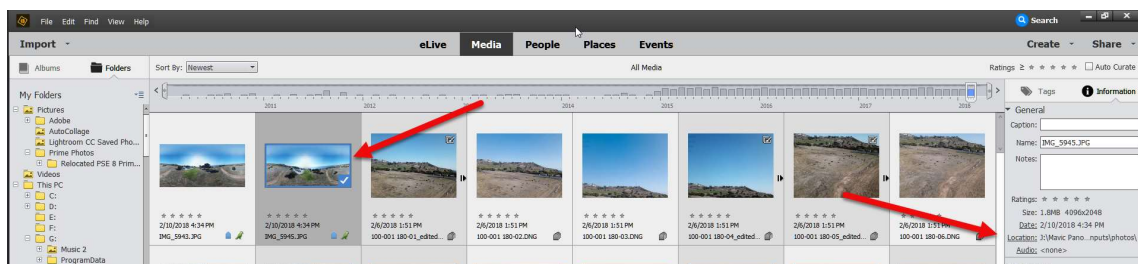 File Edit Find View Help
Search
Import
eLive Media People Places Events
Create Share
Albums Folders
Sort By: Newest
All Media
Ratings ≥ Auto Curate
My Folders
Pictures
Adobe
AutoCollage
Lightroom CC Saved Pho...
Prime Photos
Relocated PSE 8 Prim...
Videos
This PC
C:
D:
E:
F:
G:
Music 2
ProgramData
2011 2012 2014 2015 2016 2017 2018
2/10/2018 4:34 PM
IMG_5943.JPG
2/10/2018 4:34 PM
IMG_5945.JPG
2/6/2018 1:51 PM
100-001 180-01_edited...
2/6/2018 1:51 PM
100-001 180-02.DNG
2/6/2018 1:51 PM
100-001 180-03.DNG
2/6/2018 1:51 PM
100-001 180-04_edited...
2/6/2018 1:51 PM
100-001 180-05_edited...
2/6/2018 1:51 PM
100-001 180-06.DNG
Tags Information
General
Caption:
Name: IMG_5945.JPG
Notes:
Ratings:
Size: 1.8MB 4096x2048
Date: 2/10/2018 4:34 PM
Location: J:\Mavic Pano...nputs\photos\
Audio: <none>